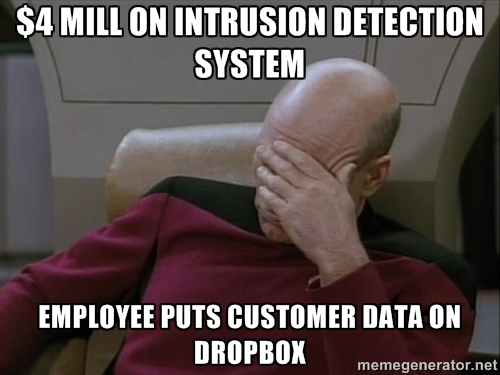 $4 MILL ON INTRUSION DETECTION
SYSTEM
EMPLOYEE PUTS CUSTOMER DATA ON
DROPBOX
memegenerator.net